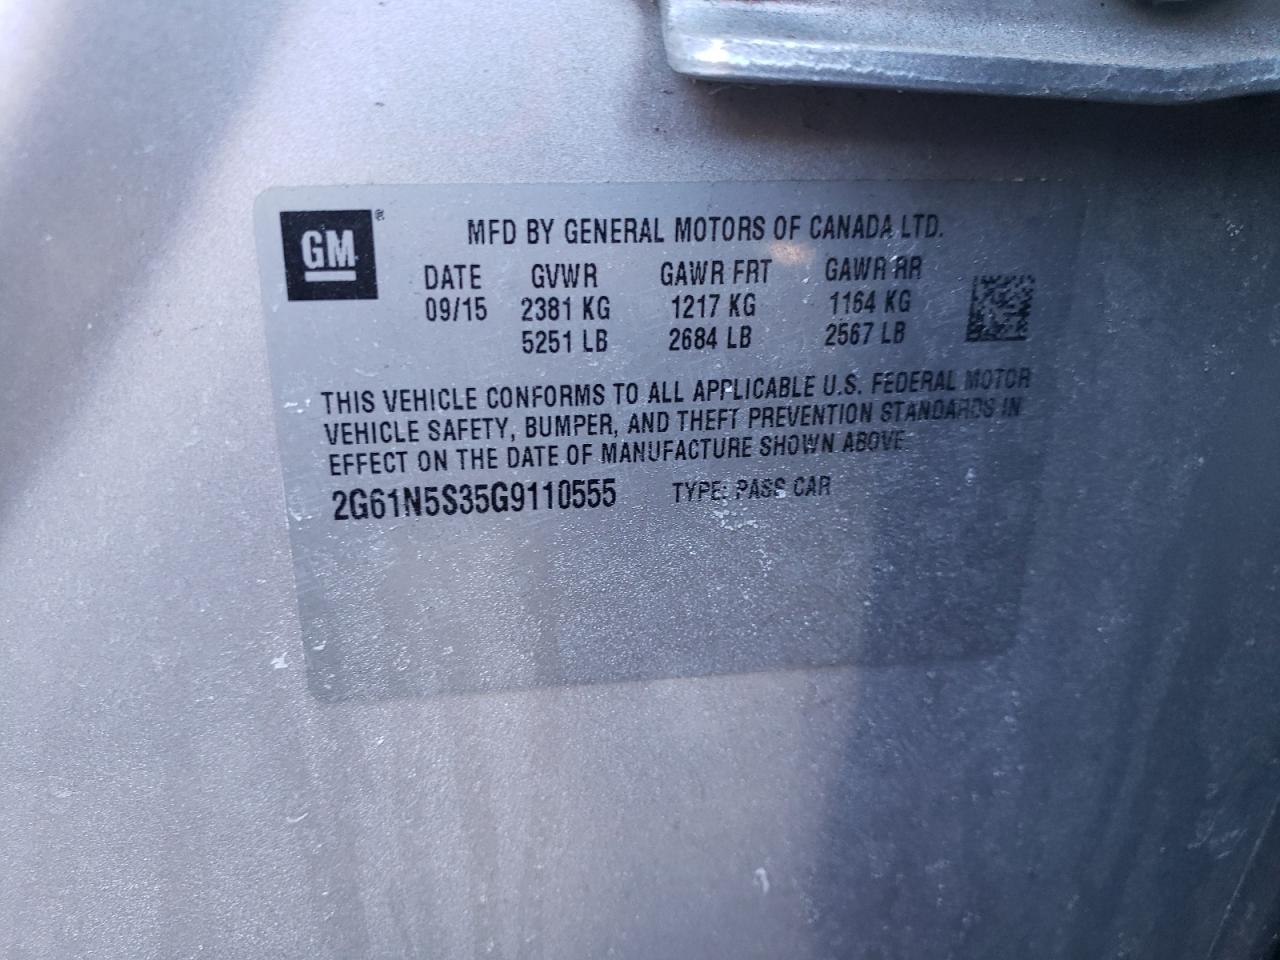 GM ®
MFD BY GENERAL MOTORS OF CANADA LTD.
DATE GVWR GAWR FRT GAWR RR
09/15 2381 KG 1217 KG 1164 KG
5251 LB 2684 LB 2567 LB
THIS VEHICLE CONFORMS TO ALL APPLICABLE U.S. FEDERAL MOTOR
VEHICLE SAFETY, BUMPER, AND THEFT PREVENTION STANDARDS IN
EFFECT ON THE DATE OF MANUFACTURE SHOWN ABOVE
2G61N5S35G9110555 TYPE: PASS CAR